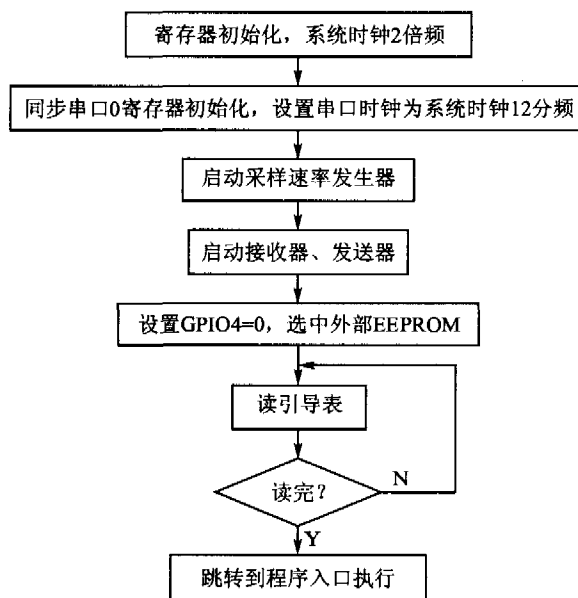 寄存器初始化，系统时钟2倍频
同步串口0寄存器初始化，设置串口时钟为系统时钟12分频
启动采样速率发生器
启动接收器、发送器
设置GPIO4=0，选中外部EEPROM
读引导表
读完？
N
Y
跳转到程序入口执行